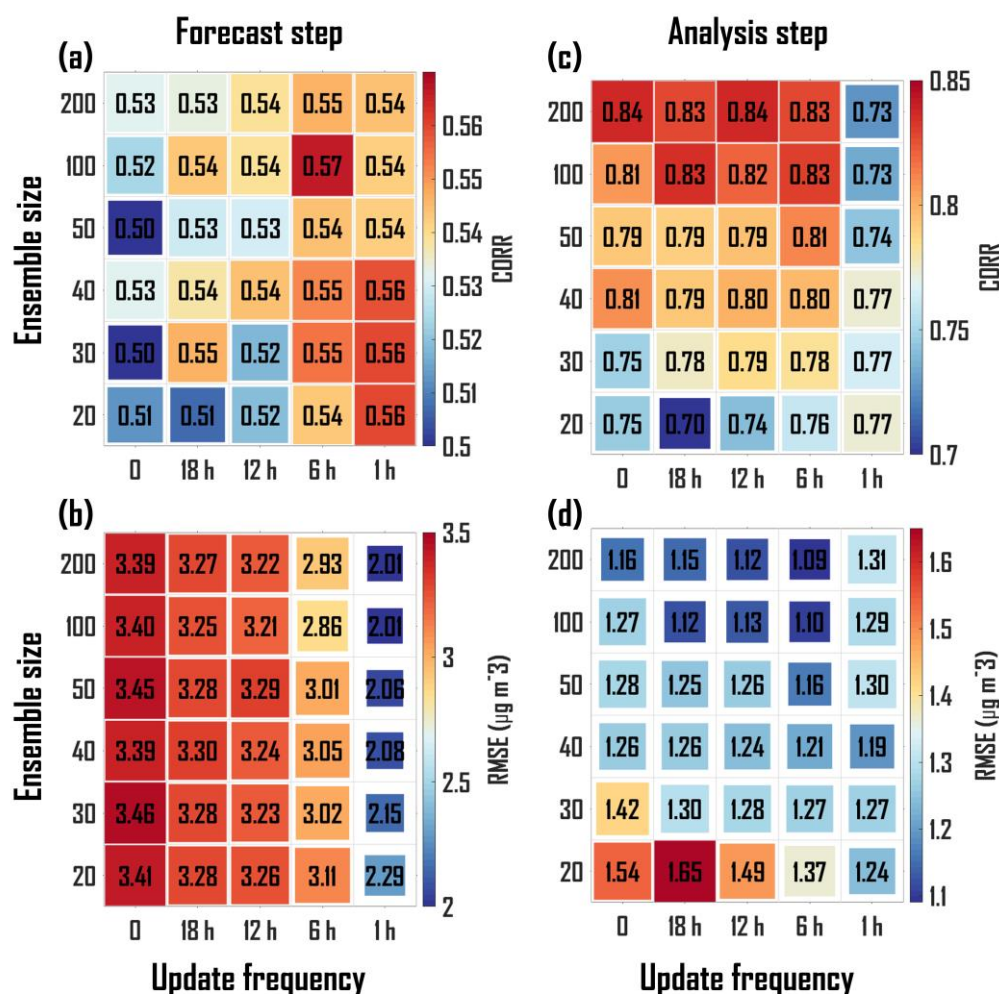 Forecast step
Analysis step
(a)
(c)
200 0.53 0.53 0.54 0.55 0.54
100 0.52 0.54 0.54 0.57 0.54
50 0.50 0.53 0.53 0.54 0.54
40 0.53 0.54 0.54 0.55 0.56
30 0.50 0.55 0.52 0.55 0.56
20 0.51 0.51 0.52 0.54 0.56
0 18 h 12 h 6 h 1 h
Ensemble size
0.56
0.55
0.54
0.53
0.52
0.51
0.5
CORR
200 0.84 0.83 0.84 0.83 0.73
100 0.81 0.83 0.82 0.83 0.73
50 0.79 0.79 0.79 0.81 0.74
40 0.81 0.79 0.80 0.80 0.77
30 0.75 0.78 0.79 0.78 0.77
20 0.75 0.70 0.74 0.76 0.77
0 18 h 12 h 6 h 1 h
0.85
0.8
0.75
0.7
CORR
(b)
(d)
200 3.39 3.27 3.22 2.93 2.01
100 3.40 3.25 3.21 2.86 2.01
50 3.45 3.28 3.29 3.01 2.06
40 3.39 3.30 3.24 3.05 2.08
30 3.46 3.28 3.23 3.02 2.15
20 3.41 3.28 3.26 3.11 2.29
0 18 h 12 h 6 h 1 h
Ensemble size
Update frequency
3.5
3
2.5
2
RMSE (µg m⁻3)
200 1.16 1.15 1.12 1.09 1.31
100 1.27 1.12 1.13 1.10 1.29
50 1.28 1.25 1.26 1.16 1.30
40 1.26 1.26 1.24 1.21 1.19
30 1.42 1.30 1.28 1.27 1.27
20 1.54 1.65 1.49 1.37 1.24
0 18 h 12 h 6 h 1 h
Update frequency
1.6
1.5
1.4
1.3
1.2
1.1
RMSE (µg m⁻3)